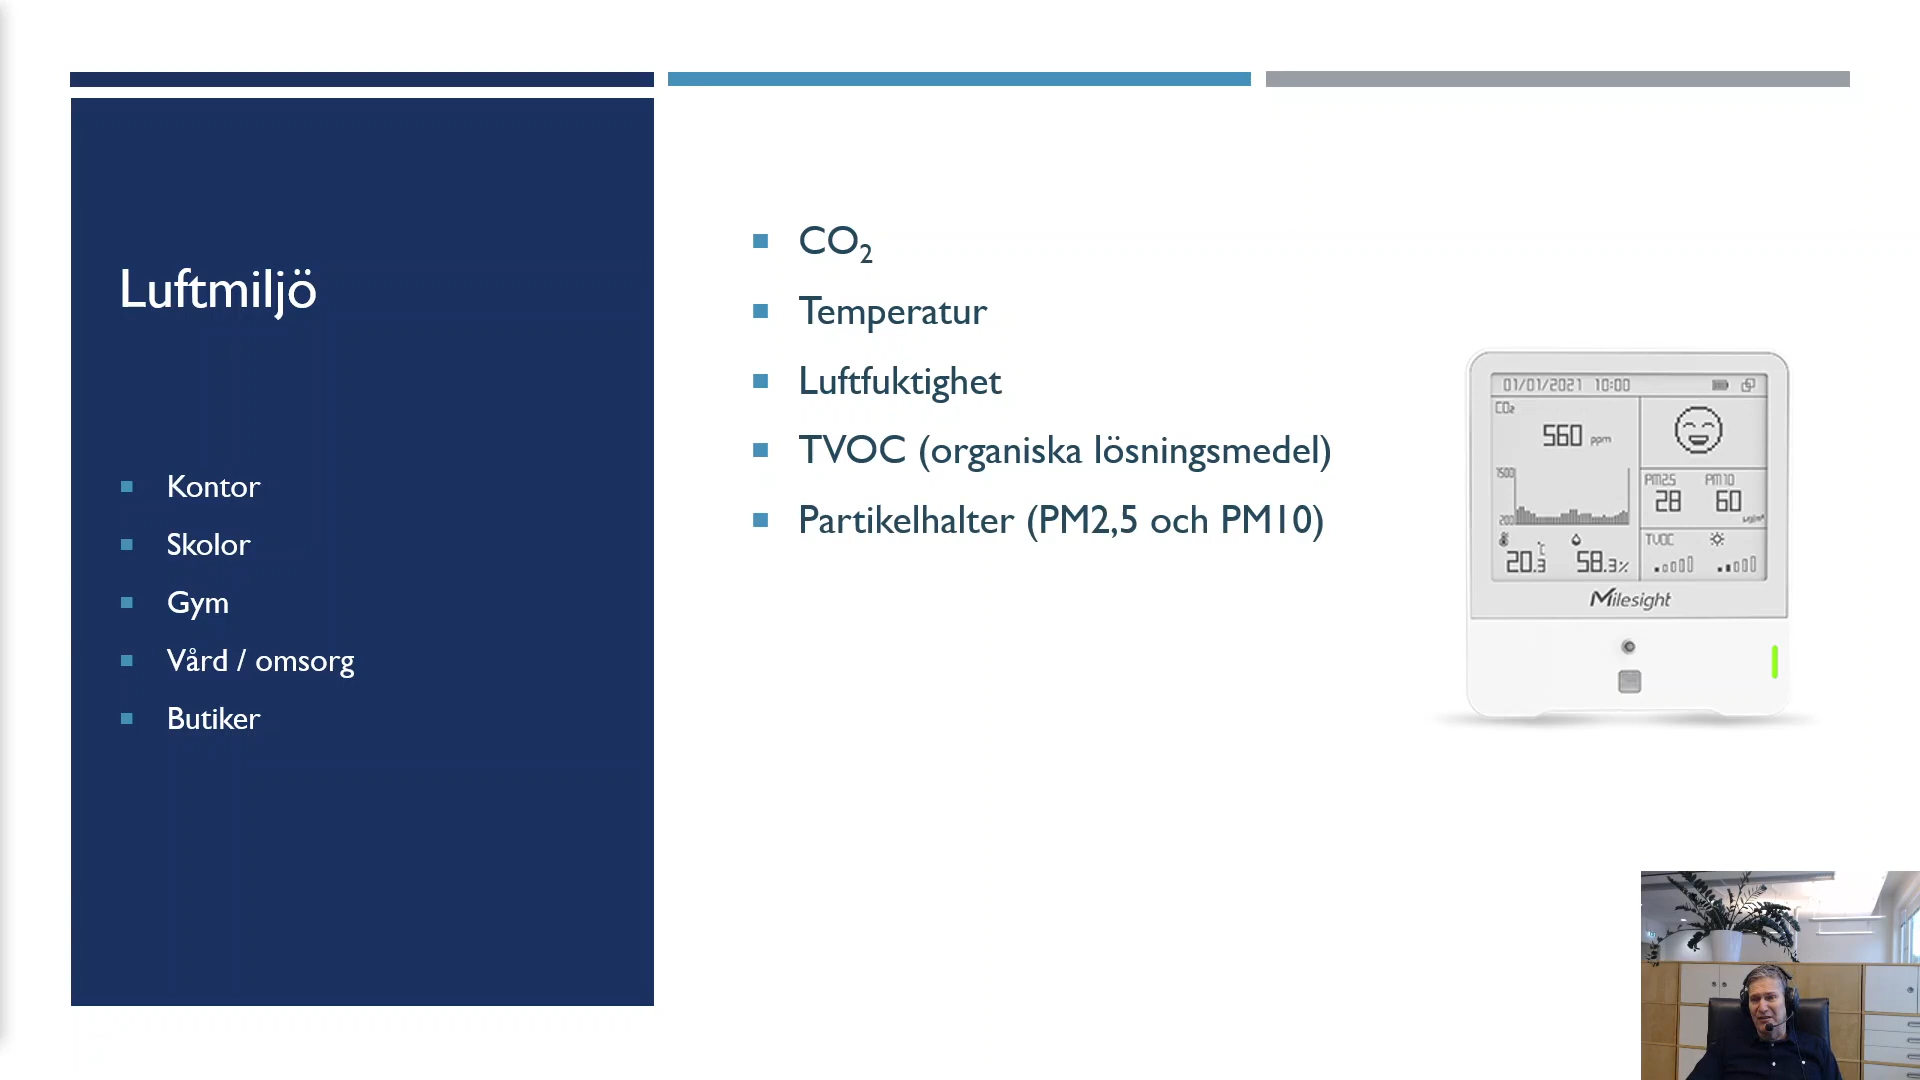 Luftmiljö
Kontor
Skolor
Gym
Vård / omsorg
Butiker
CO₂
Temperatur
Luftfuktighet
TVOC (organiska lösningsmedel)
Partikelhalter (PM2,5 och PM10)
01/01/2021 10:00
CO₂
560 ppm
1500
200
PM2.5 PM10
28 60
µg/m³
20.3 °C 58.3%
TVOC
Milesight